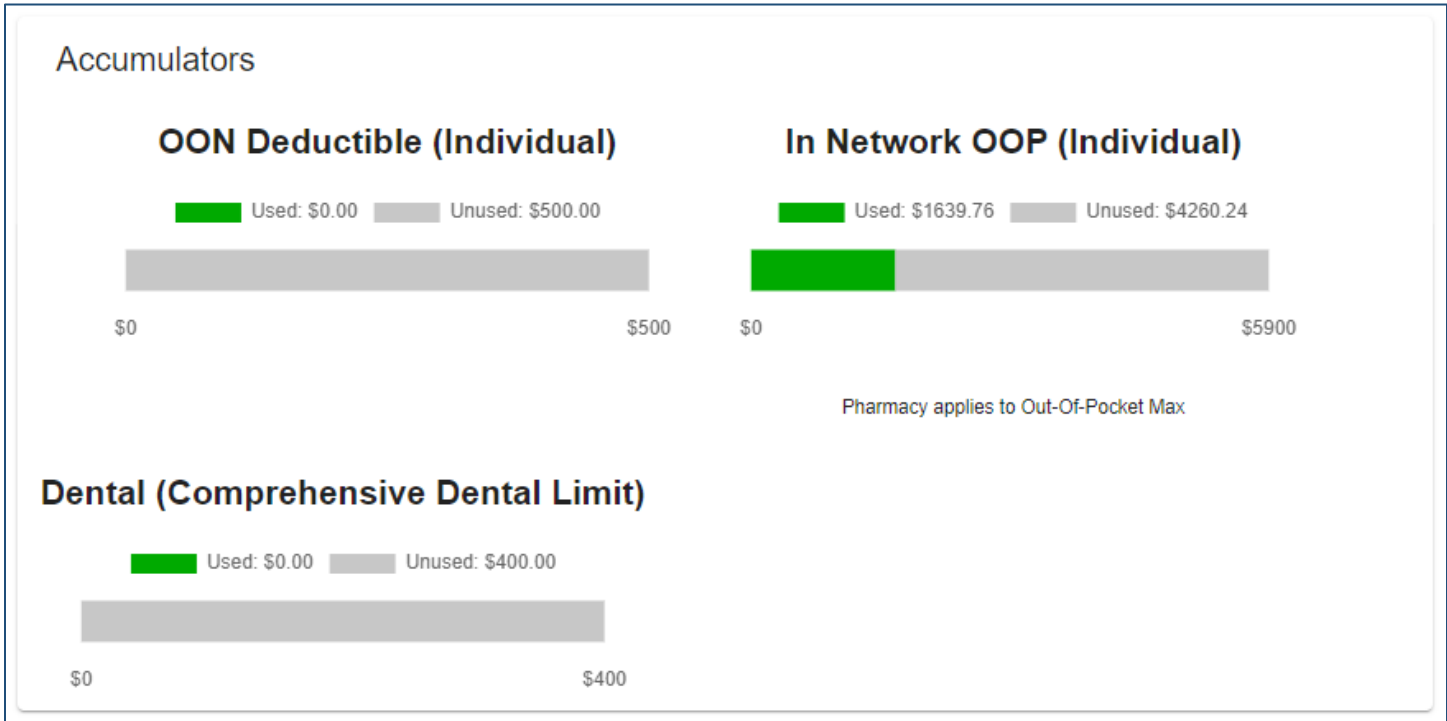 Accumulators
OON Deductible (Individual)
Used: $0.00 Unused: $500.00
$0 $500
In Network OOP (Individual)
Used: $1639.76 Unused: $4260.24
$0 $5900
Pharmacy applies to Out-Of-Pocket Max
Dental (Comprehensive Dental Limit)
Used: $0.00 Unused: $400.00
$0 $400